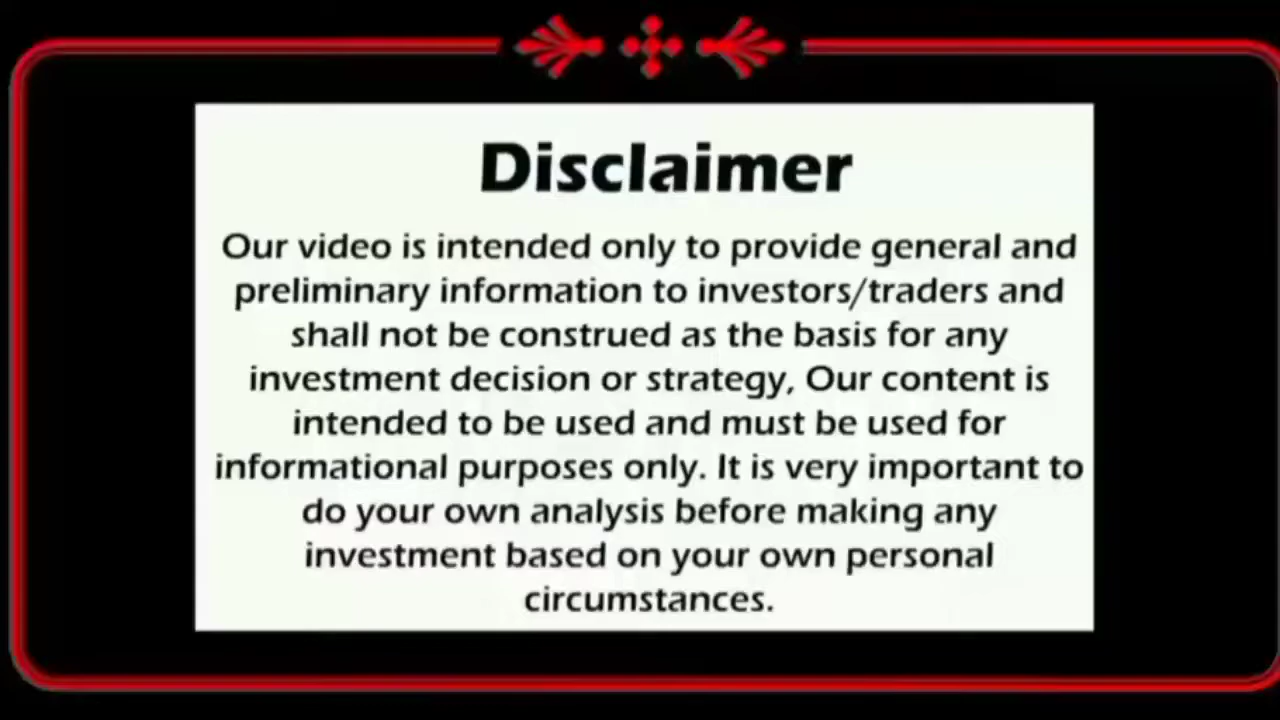 Disclaimer
Our video is intended only to provide general and
preliminary information to investors/traders and
shall not be construed as the basis for any
investment decision or strategy, Our content is
intended to be used and must be used for
informational purposes only. It is very important to
do your own analysis before making any
investment based on your own personal
circumstances.